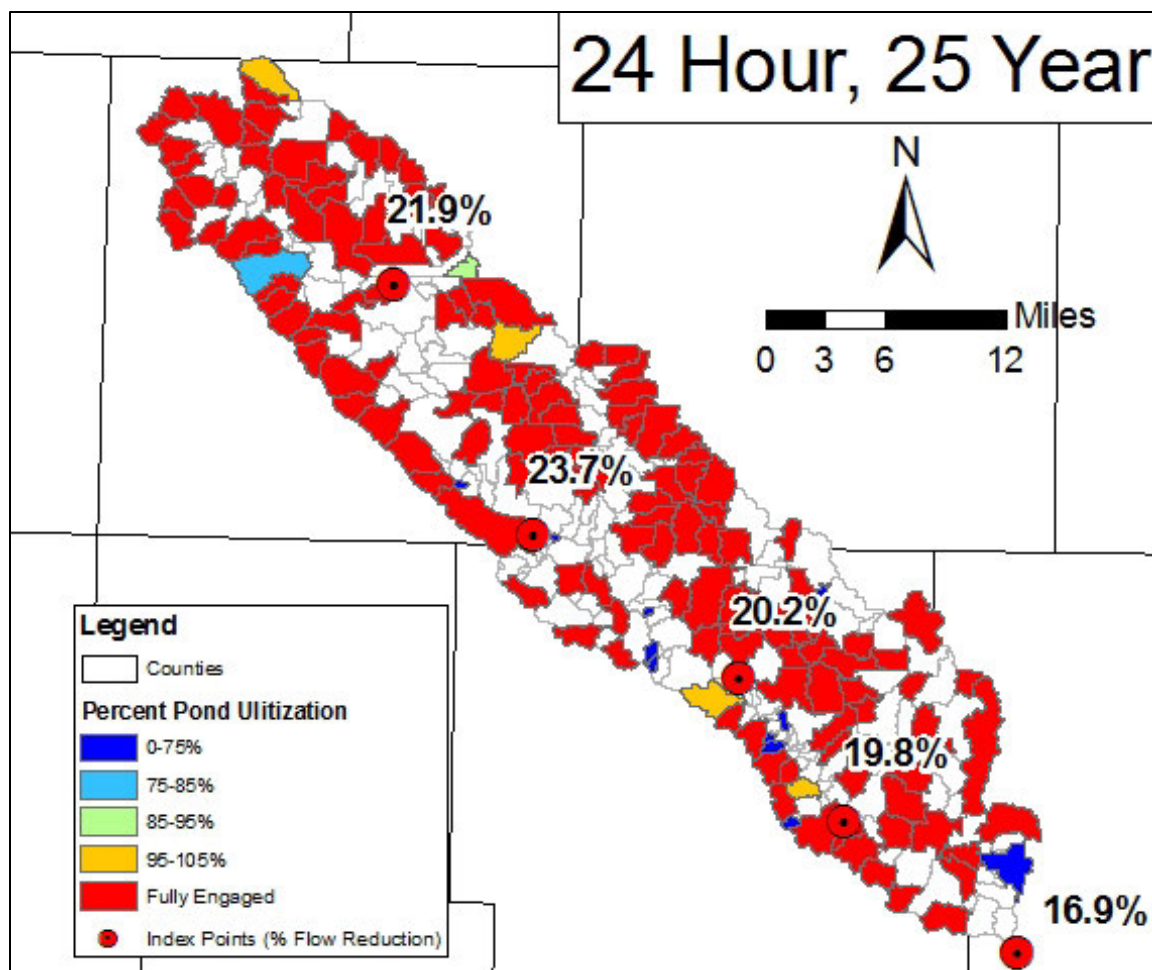 24 Hour, 25 Year
N
Miles
0 3 6 12
21.9%
23.7%
20.2%
19.8%
16.9%
Legend
Counties
Percent Pond Ulitization
0-75%
75-85%
85-95%
95-105%
Fully Engaged
Index Points (% Flow Reduction)